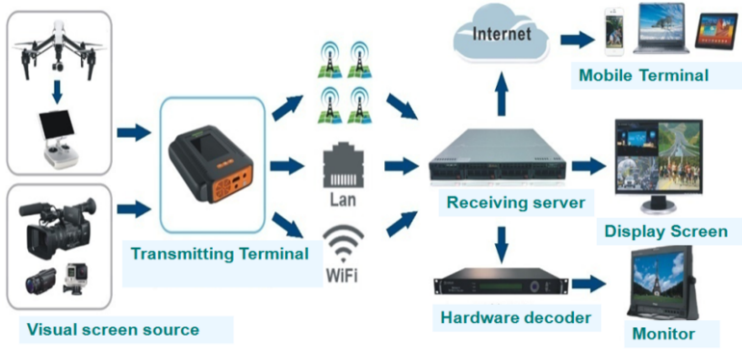 Internet
Mobile Terminal
Lan
Receiving server
Transmitting Terminal
Display Screen
WiFi
Hardware decoder
Visual screen source
Monitor